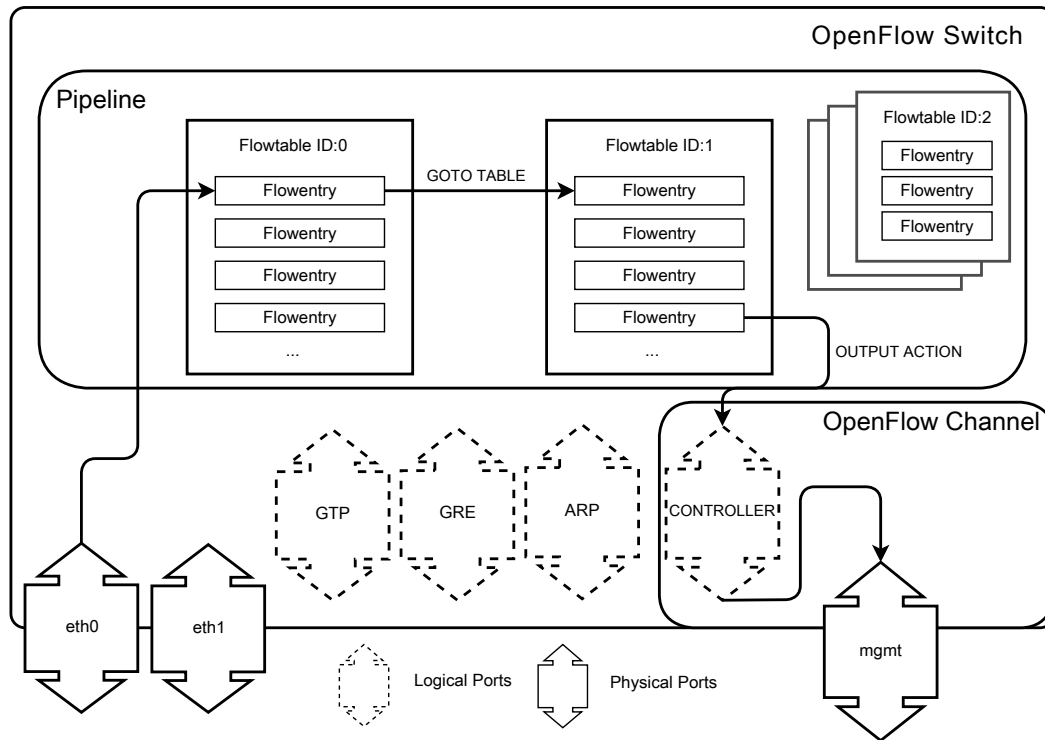 OpenFlow Switch
Pipeline
Flowtable ID:0
Flowentry
Flowentry
Flowentry
Flowentry
...
GOTO TABLE
Flowtable ID:1
Flowentry
Flowentry
Flowentry
Flowentry
...
Flowtable ID:2
Flowentry
Flowentry
Flowentry
OUTPUT ACTION
OpenFlow Channel
GTP
GRE
ARP
CONTROLLER
eth0
eth1
mgmt
Logical Ports
Physical Ports